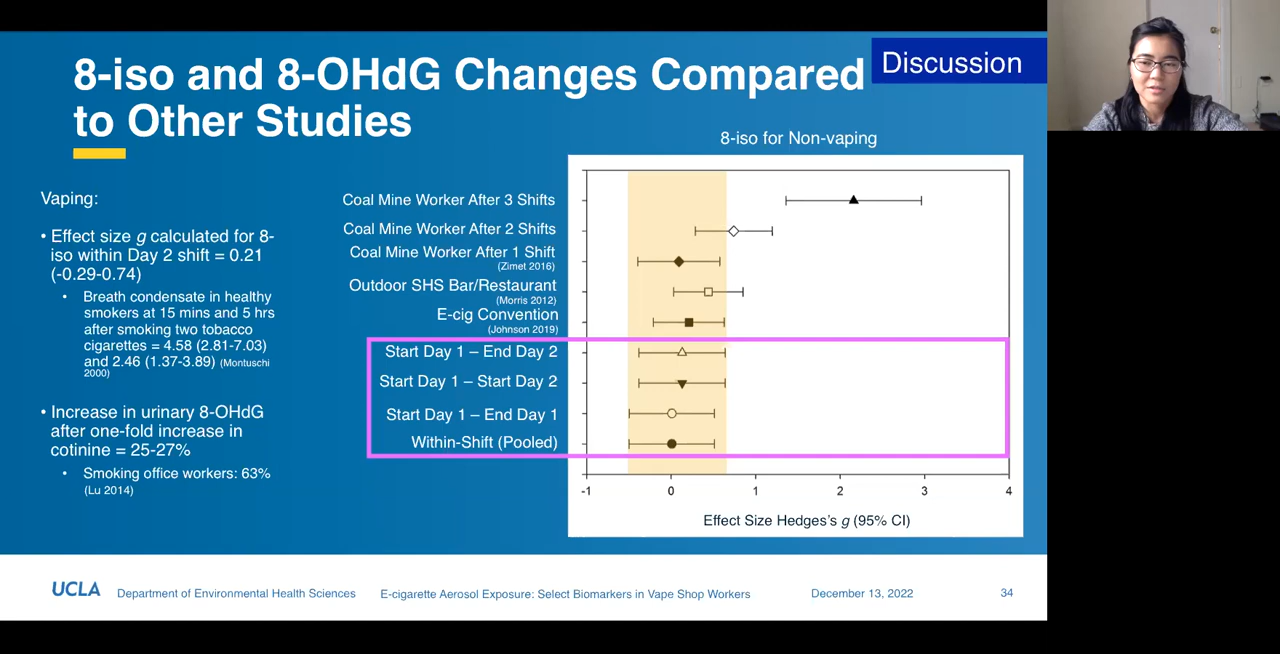 8-iso and 8-OHdG Changes Compared
to Other Studies
Discussion
Vaping:
• Effect size g calculated for 8-
iso within Day 2 shift = 0.21
(-0.29-0.74)
• Breath condensate in healthy
smokers at 15 mins and 5 hrs
after smoking two tobacco
cigarettes = 4.58 (2.81-7.03)
and 2.46 (1.37-3.89) (Montuschi
2000)
• Increase in urinary 8-OHdG
after one-fold increase in
cotinine = 25-27%
• Smoking office workers: 63%
(Lu 2014)
8-iso for Non-vaping
Coal Mine Worker After 3 Shifts
Coal Mine Worker After 2 Shifts
Coal Mine Worker After 1 Shift
(Zimet 2016)
Outdoor SHS Bar/Restaurant
(Morris 2012)
E-cig Convention
(Johnson 2019)
Start Day 1 – End Day 2
Start Day 1 – Start Day 2
Start Day 1 – End Day 1
Within-Shift (Pooled)
-1 0 1 2 3 4
Effect Size Hedges's g (95% CI)
UCLA Department of Environmental Health Sciences E-cigarette Aerosol Exposure: Select Biomarkers in Vape Shop Workers December 13, 2022 34